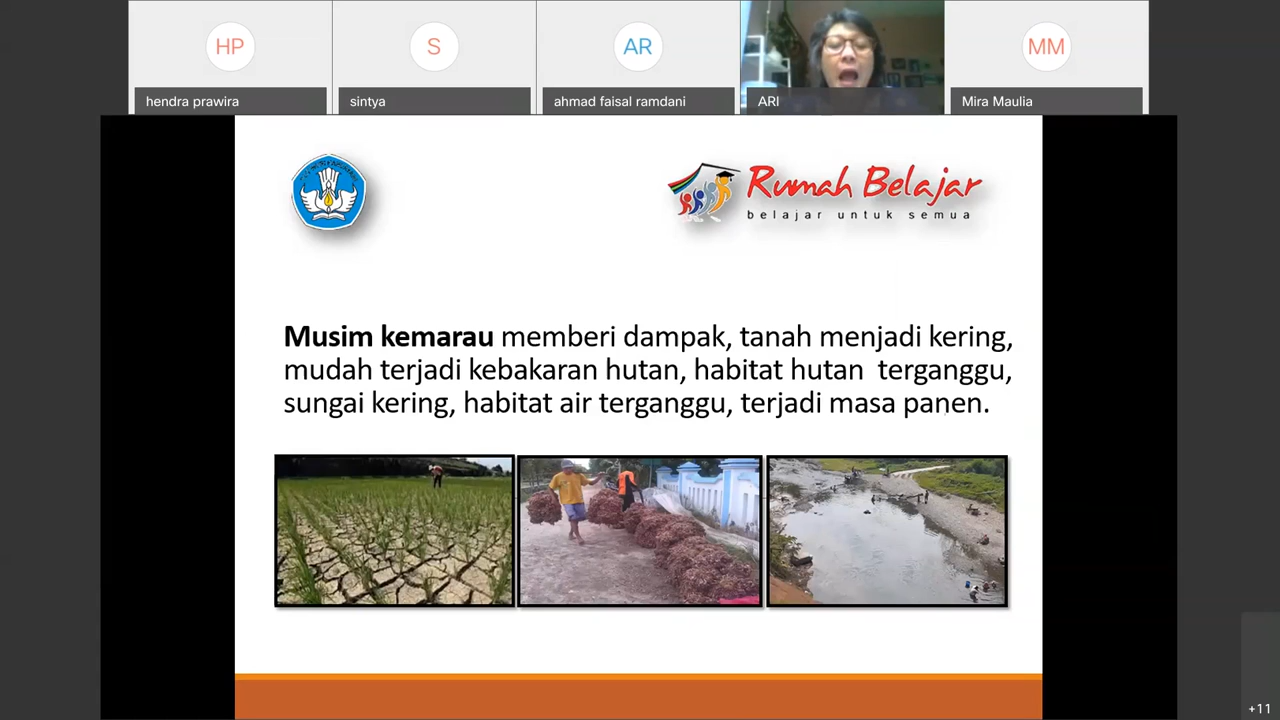 HP
S
AR
MM
hendra prawira
sintya
ahmad faisal ramdani
ARI
Mira Maulia
Rumah Belajar
belajar untuk semua
Musim kemarau memberi dampak, tanah menjadi kering,
mudah terjadi kebakaran hutan, habitat hutan terganggu,
sungai kering, habitat air terganggu, terjadi masa panen.
+11